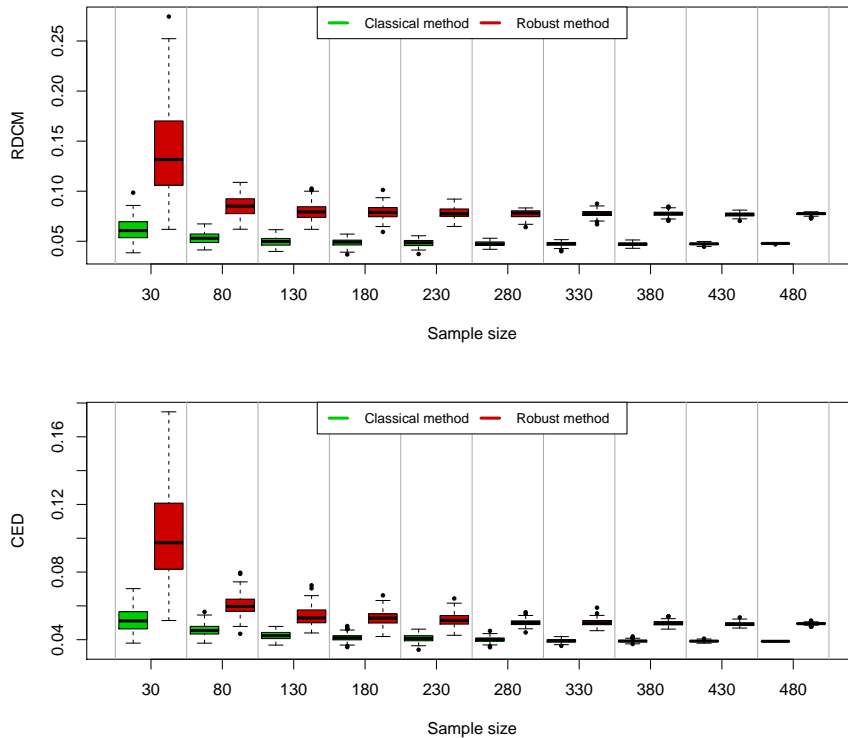 Classical method Robust method
RDCM
0.25
0.20
0.15
0.10
0.05
30 80 130 180 230 280 330 380 430 480
Sample size
Classical method Robust method
CED
0.16
0.12
0.08
0.04
30 80 130 180 230 280 330 380 430 480
Sample size